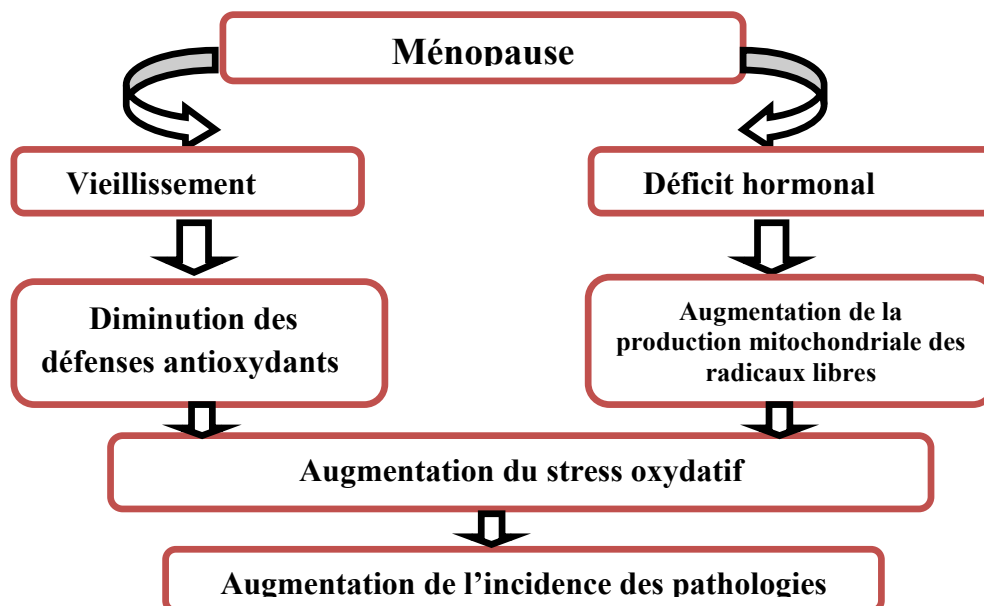 Ménopause
Vieillissement
Déficit hormonal
Diminution des
défenses antioxydants
Augmentation de la
production mitochondriale des
radicaux libres
Augmentation du stress oxydatif
Augmentation de l’incidence des pathologies